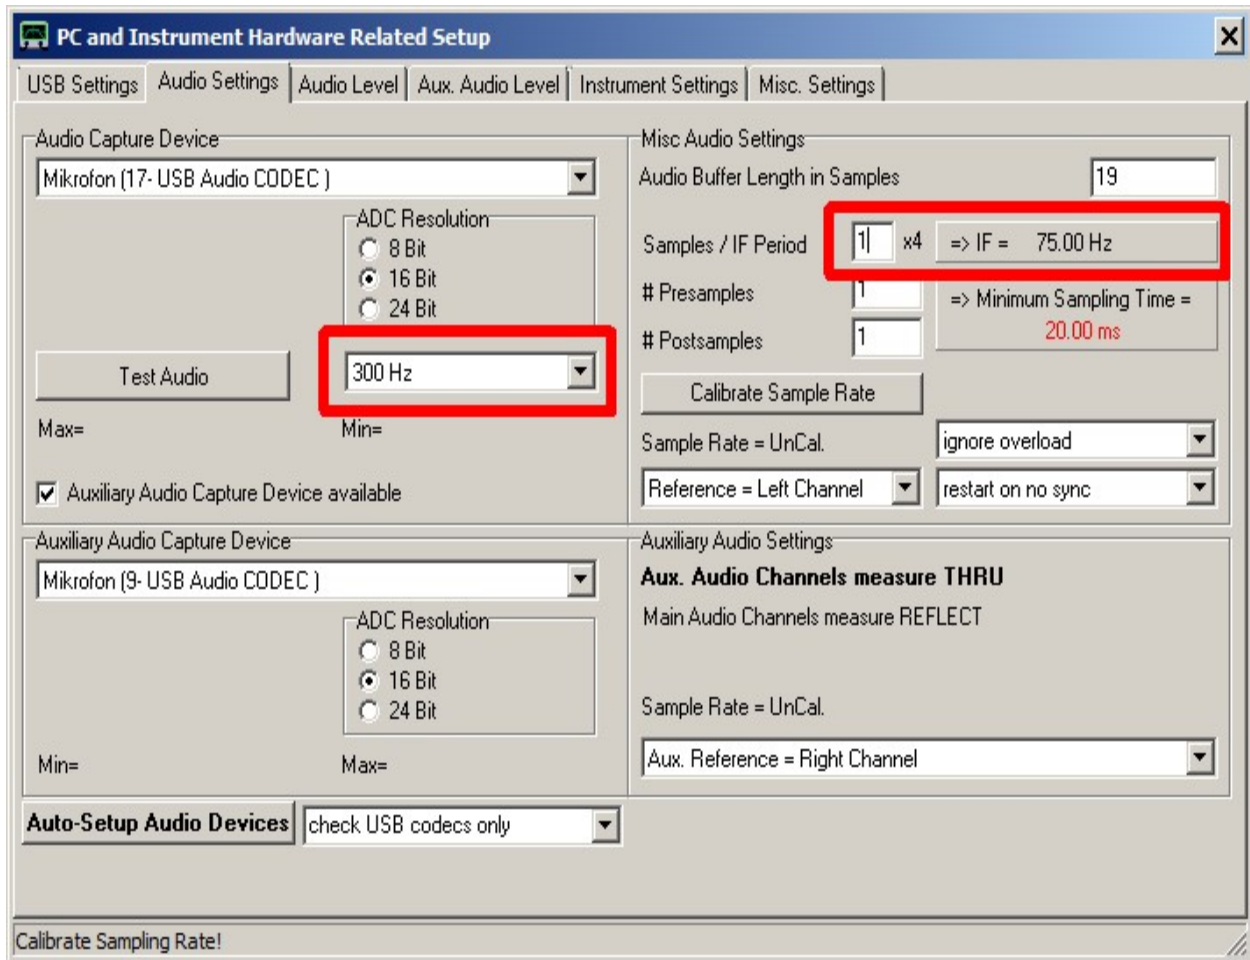 PC and Instrument Hardware Related Setup
USB Settings
Audio Settings
Audio Level
Aux. Audio Level
Instrument Settings
Misc. Settings
Audio Capture Device
Mikrofon (17- USB Audio CODEC )
ADC Resolution
8 Bit
16 Bit
24 Bit
Test Audio
300 Hz
Max=
Min=
Auxiliary Audio Capture Device available
Misc Audio Settings
Audio Buffer Length in Samples
19
Samples / IF Period
1
x4
=> IF = 75.00 Hz
# Presamples
1
=> Minimum Sampling Time =
20.00 ms
# Postsamples
1
Calibrate Sample Rate
Sample Rate = UnCal.
ignore overload
Reference = Left Channel
restart on no sync
Auxiliary Audio Capture Device
Mikrofon (9- USB Audio CODEC )
ADC Resolution
8 Bit
16 Bit
24 Bit
Min=
Max=
Auxiliary Audio Settings
Aux. Audio Channels measure THRU
Main Audio Channels measure REFLECT
Sample Rate = UnCal.
Aux. Reference = Right Channel
Auto-Setup Audio Devices
check USB codecs only
Calibrate Sampling Rate!